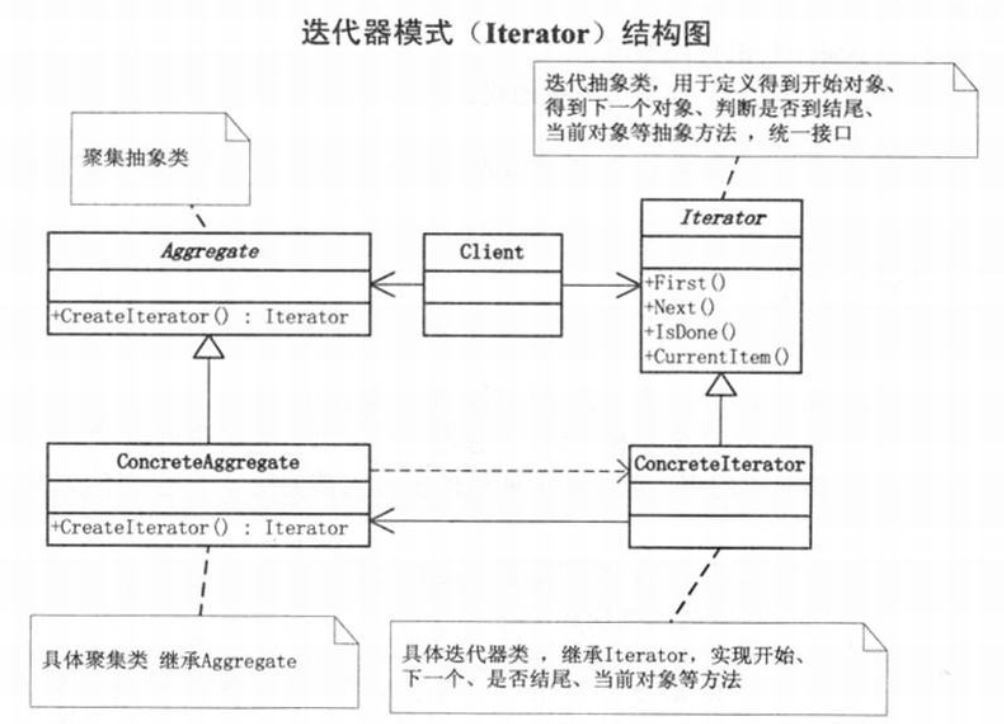 迭代器模式（Iterator）结构图
迭代抽象类，用于定义得到开始对象、
得到下一个对象、判断是否到结尾、
当前对象等抽象方法 ，统一接口
聚集抽象类
Iterator
Aggregate
Client
+First()
+Next()
+IsDone()
+CurrentItem()
+CreateIterator() : Iterator
ConcreteAggregate
ConcreteIterator
+CreateIterator() : Iterator
具体聚集类 继承Aggregate
具体迭代器类 ，继承Iterator，实现开始、
下一个、是否结尾、当前对象等方法